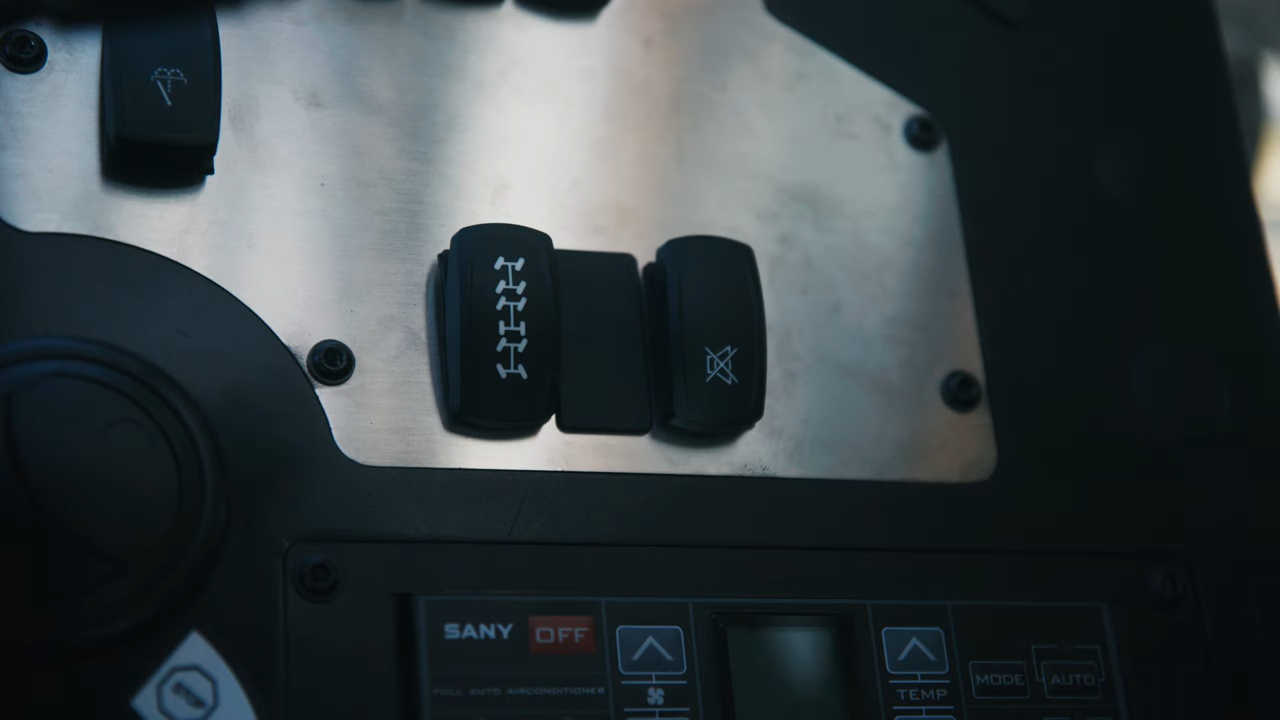 SANY OFF
FULL AUTO AIRCONDITIONER
TEMP
MODE
AUTO